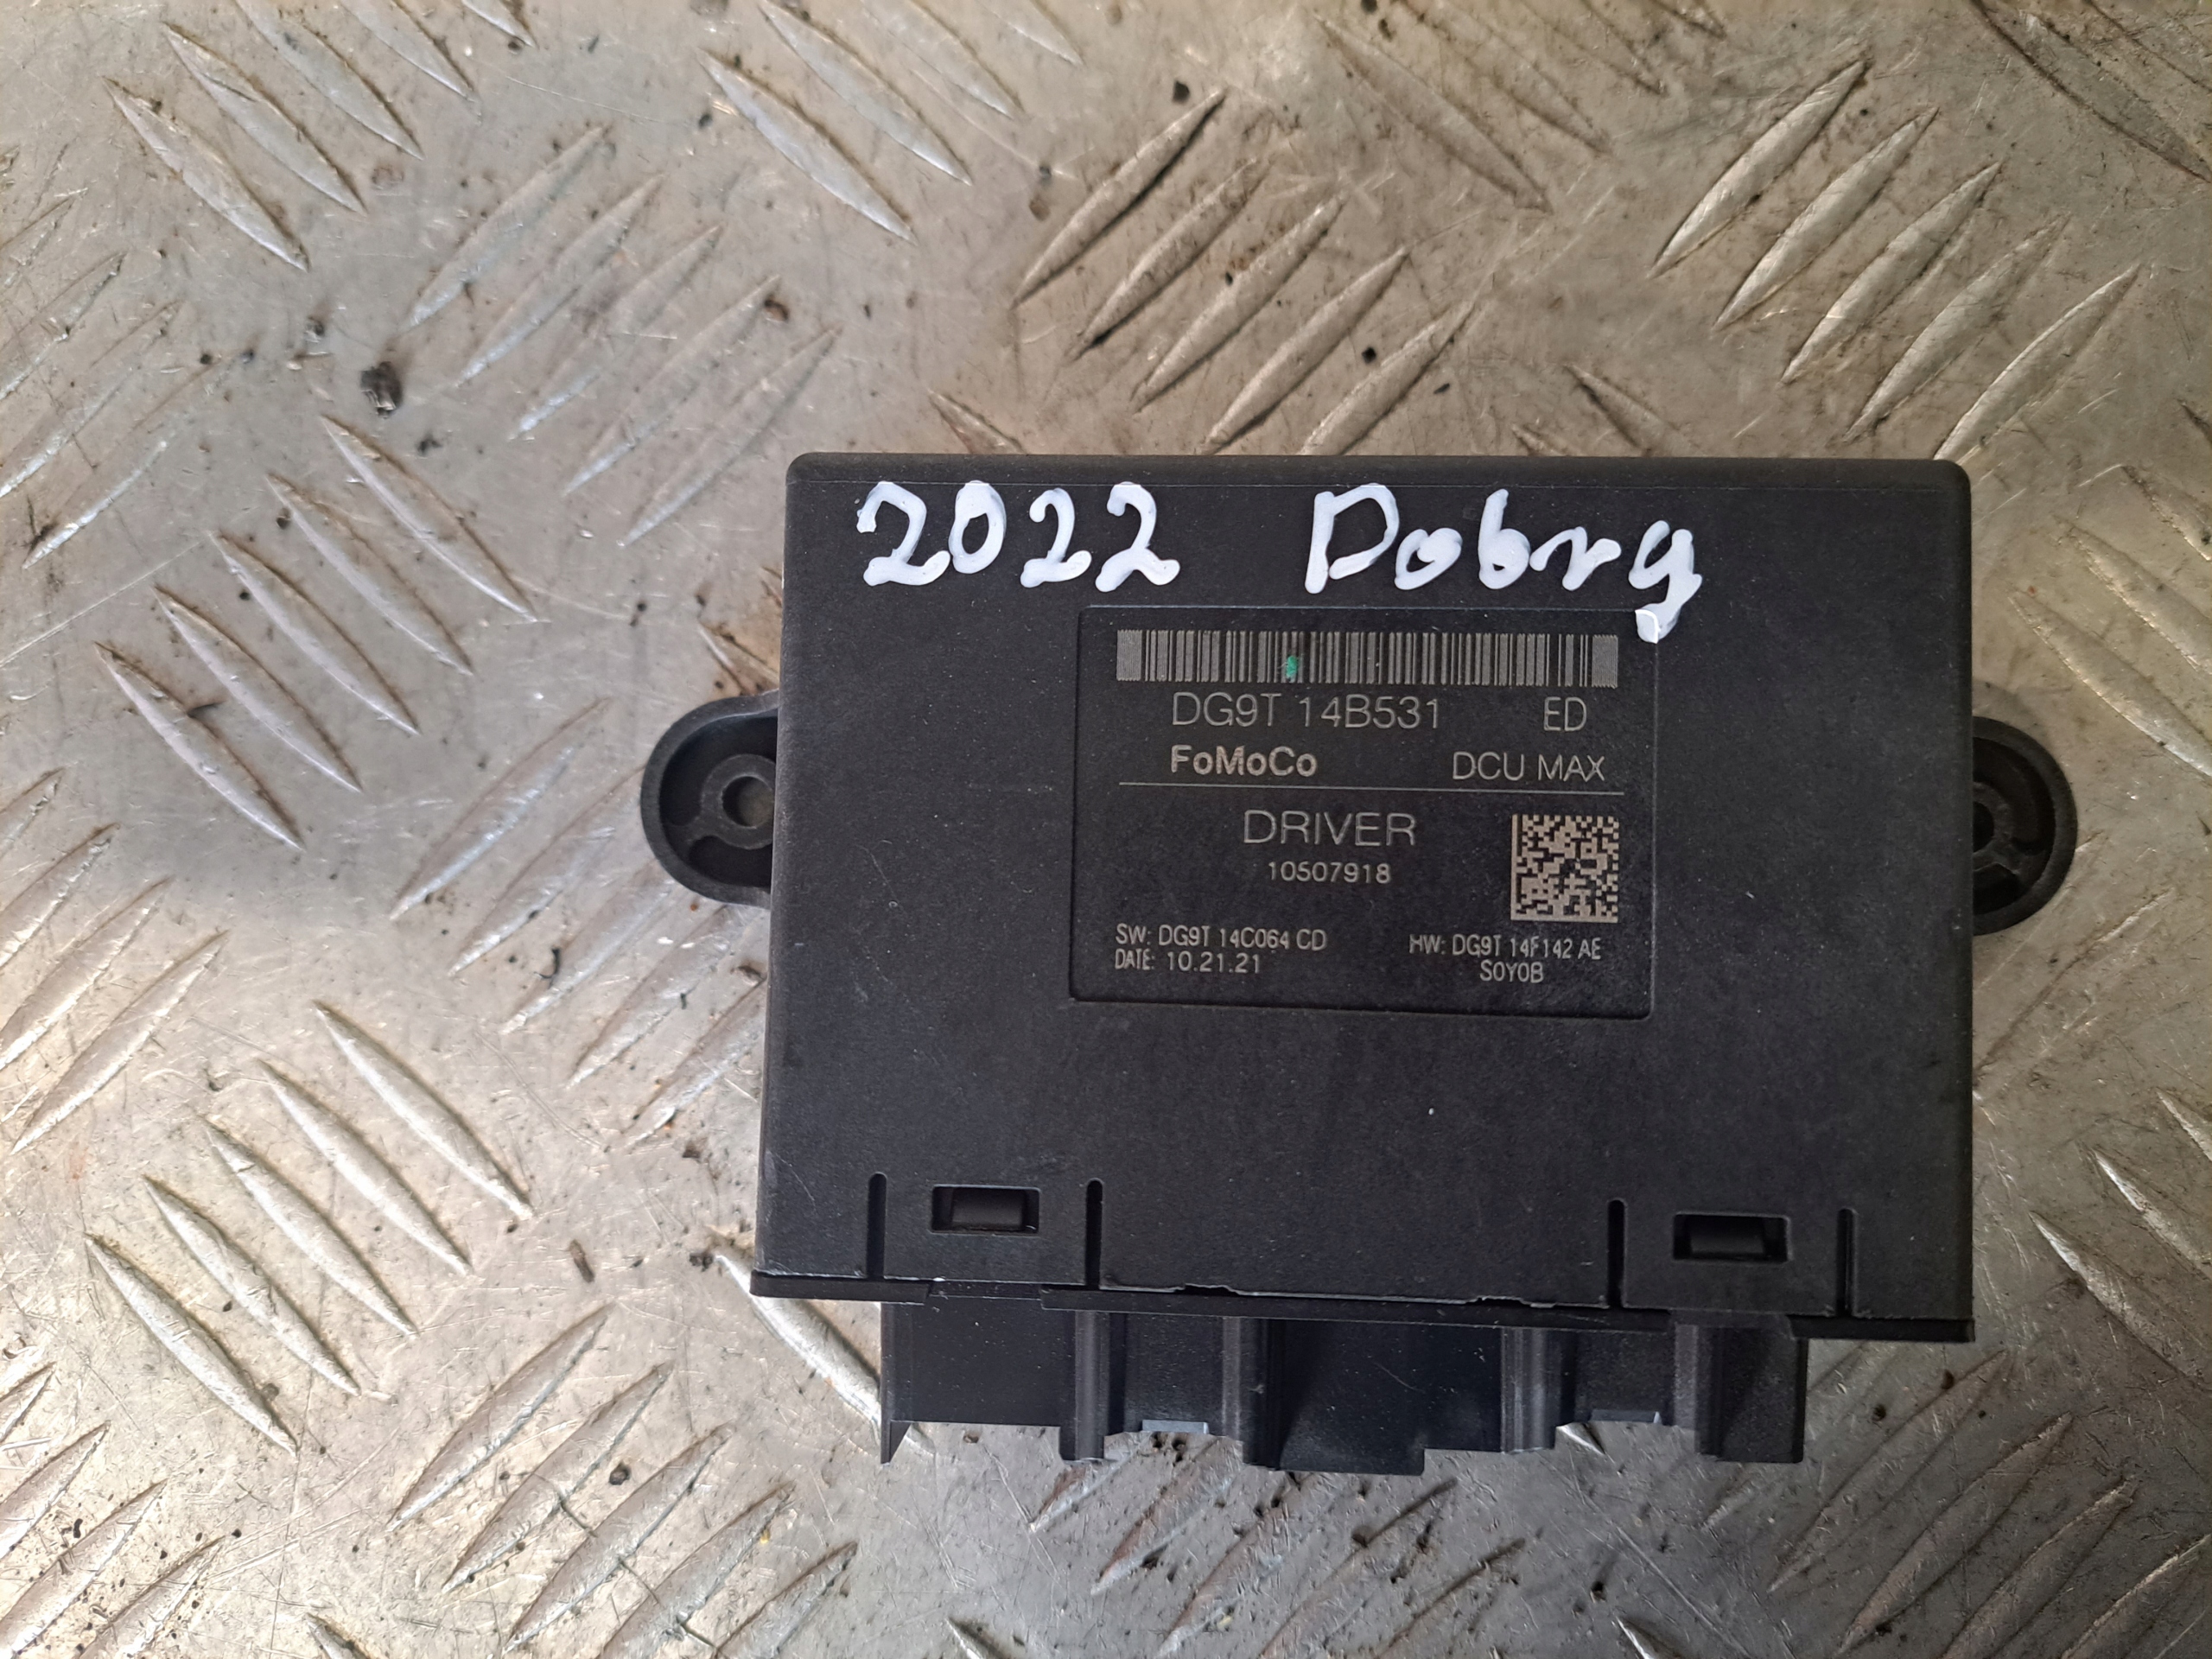 2022 Dobry
DG9T 14B531 ED
FoMoCo DCU MAX
DRIVER
10507918
SW: DG9T 14C064 CD HW: DG9T 14F142 AE
DATE: 10.21.21 S0Y0B